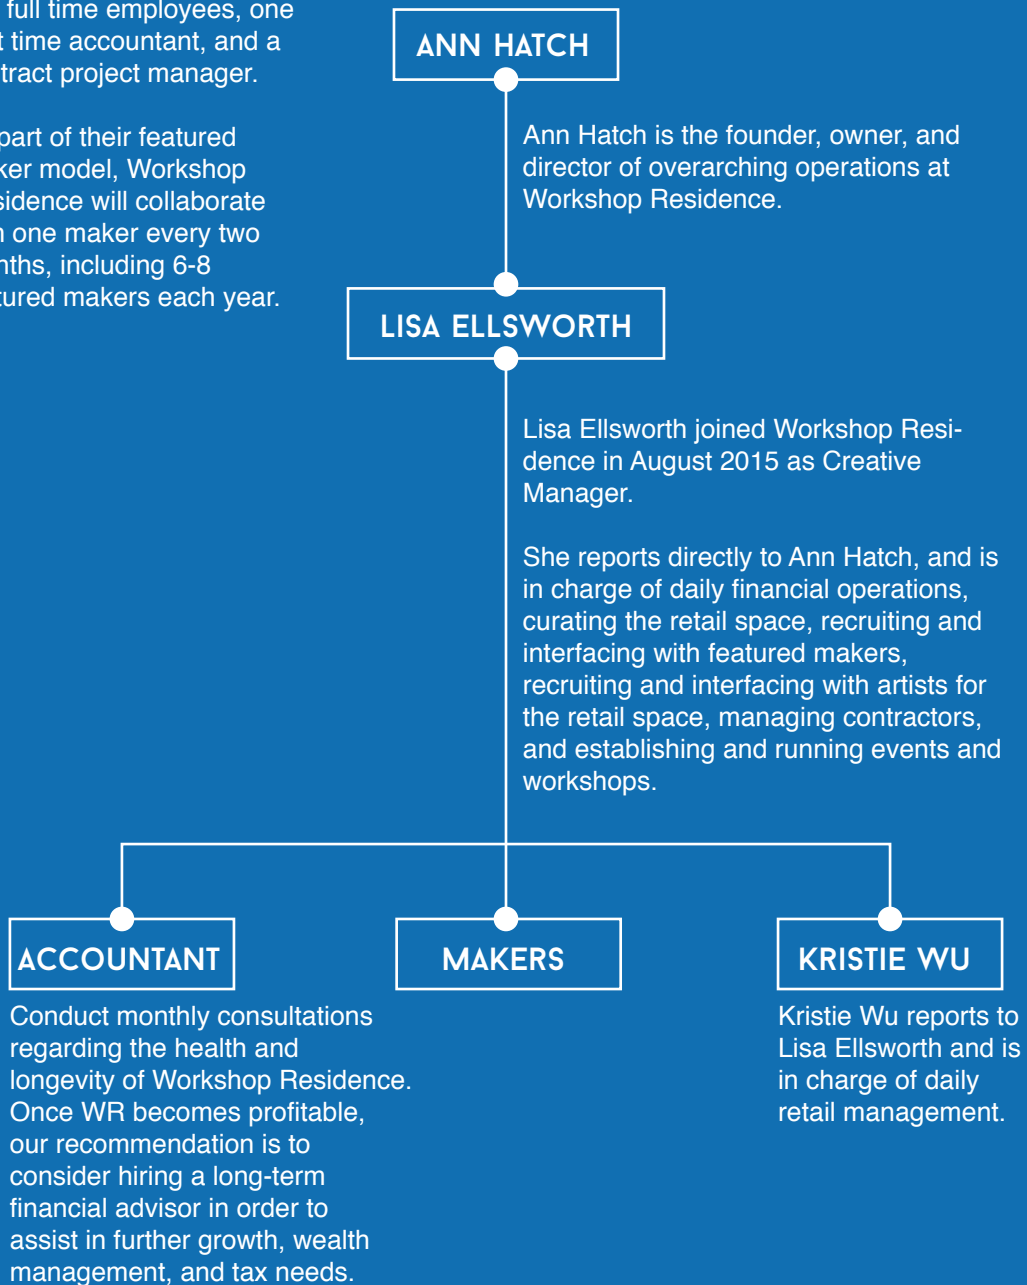 full time employees, one
time accountant, and a
project manager.
part of their featured
model, Workshop
will collaborate
one maker every two
including 6-8
makers each year.
ANN HATCH
Ann Hatch is the founder, owner, and
director of overarching operations at
Workshop Residence.
LISA ELLSWORTH
Lisa Ellsworth joined Workshop Resi-
dence in August 2015 as Creative
Manager.
She reports directly to Ann Hatch, and is
in charge of daily financial operations,
curating the retail space, recruiting and
interfacing with featured makers,
recruiting and interfacing with artists for
the retail space, managing contractors,
and establishing and running events and
workshops.
ACCOUNTANT
Conduct monthly consultations
regarding the health and
longevity of Workshop Residence.
Once WR becomes profitable,
our recommendation is to
consider hiring a long-term
financial advisor in order to
assist in further growth, wealth
management, and tax needs.
MAKERS
KRISTIE WU
Kristie Wu reports to
Lisa Ellsworth and is
in charge of daily
retail management.